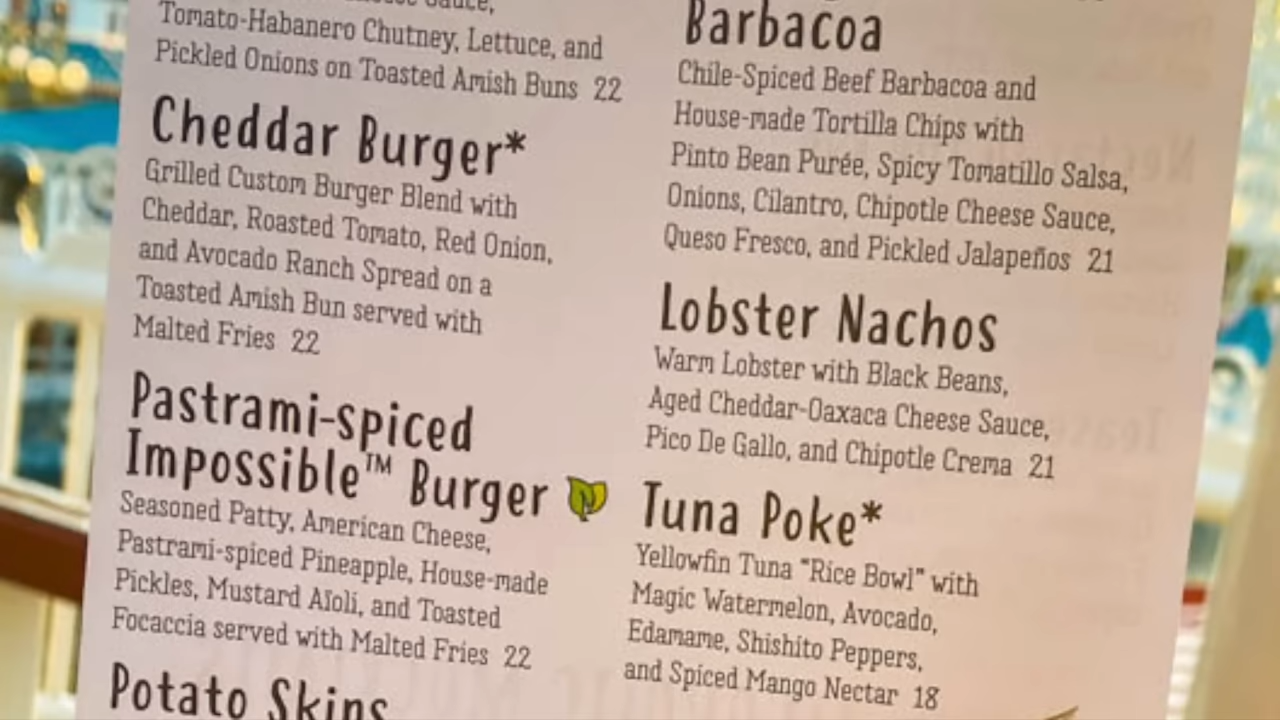 Sauce,
Tomato-Habanero Chutney, Lettuce, and
Pickled Onions on Toasted Amish Buns 22
Cheddar Burger*
Grilled Custom Burger Blend with
Cheddar, Roasted Tomato, Red Onion,
and Avocado Ranch Spread on a
Toasted Amish Bun served with
Malted Fries 22
Pastrami-spiced
Impossible™ Burger
Seasoned Patty, American Cheese,
Pastrami-spiced Pineapple, House-made
Pickles, Mustard Aïoli, and Toasted
Focaccia served with Malted Fries 22
Potato Skins
Barbacoa
Chile-Spiced Beef Barbacoa and
House-made Tortilla Chips with
Pinto Bean Purée, Spicy Tomatillo Salsa,
Onions, Cilantro, Chipotle Cheese Sauce,
Queso Fresco, and Pickled Jalapeños 21
Lobster Nachos
Warm Lobster with Black Beans,
Aged Cheddar-Oaxaca Cheese Sauce,
Pico De Gallo, and Chipotle Crema 21
Tuna Poke*
Yellowfin Tuna "Rice Bowl" with
Magic Watermelon, Avocado,
Edamame, Shishito Peppers,
and Spiced Mango Nectar 18